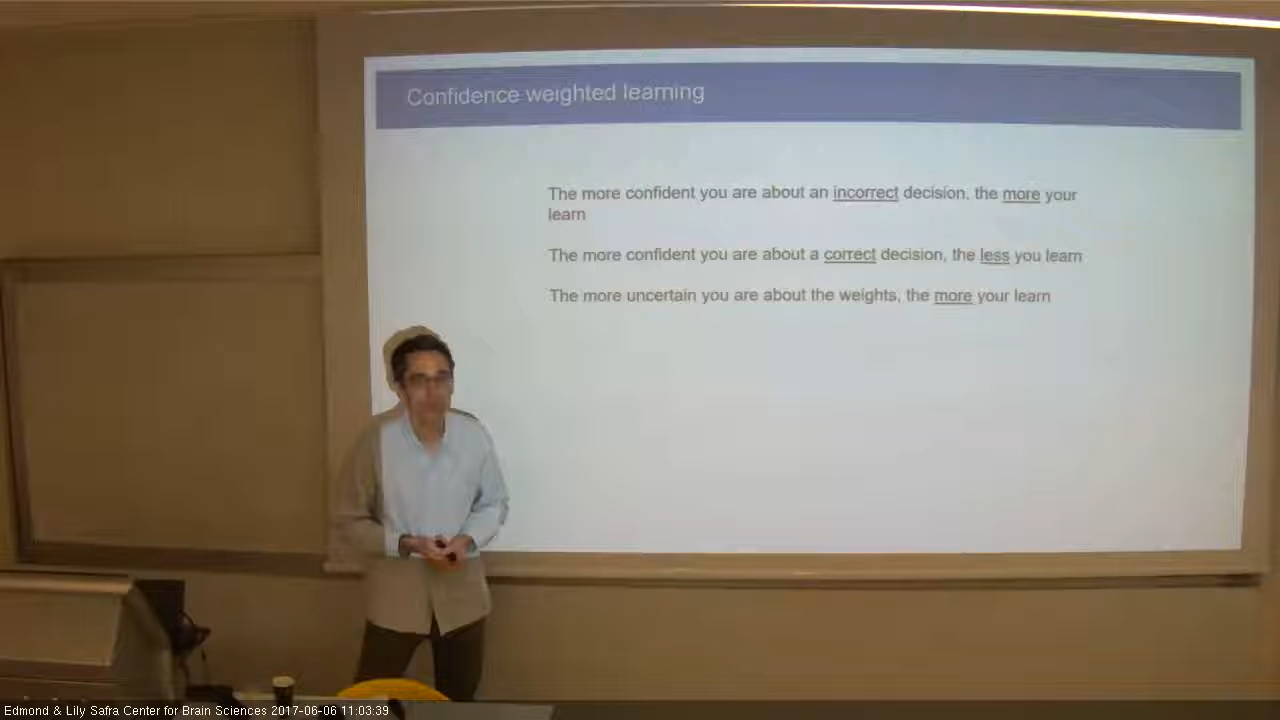 Confidence weighted learning
The more confident you are about an incorrect decision, the more your
learn
The more confident you are about a correct decision, the less you learn
The more uncertain you are about the weights, the more your learn
Edmond & Lily Safra Center for Brain Sciences 2017-06-06 11:03:39